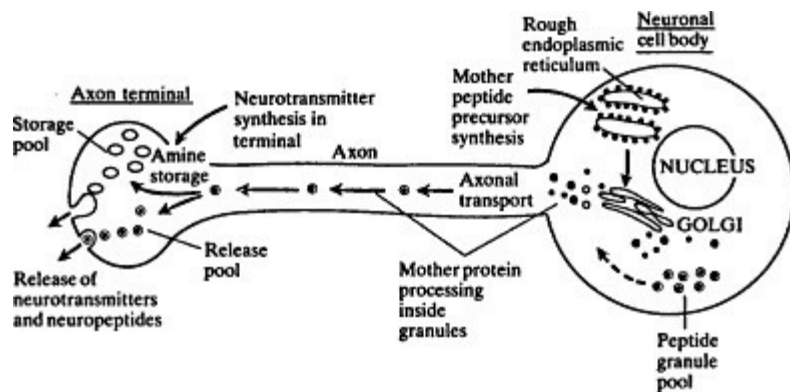 Neuronal
cell body
Rough
endoplasmic
reticulum
Mother
peptide
precursor
synthesis
Axon terminal
Neurotransmitter
synthesis in
terminal
Storage
pool
Amine
storage
Axon
NUCLEUS
Axonal
transport
GOLGI
Release
pool
Release of
neurotransmitters
and neuropeptides
Mother protein
processing
inside
granules
Peptide
granule
pool